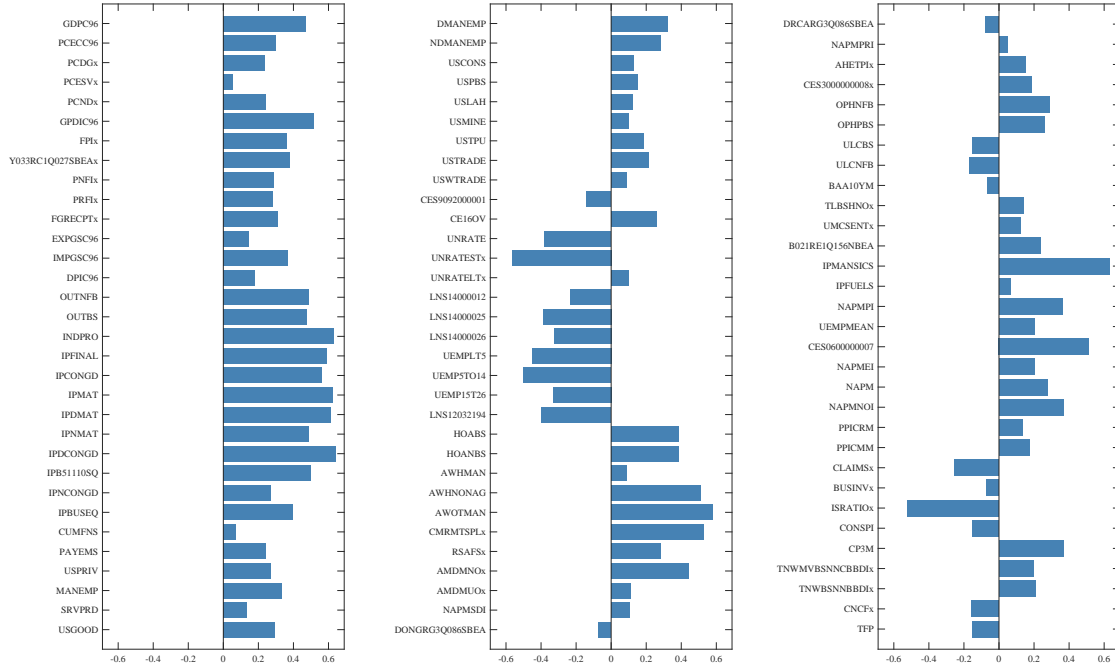 GDPC96
PCECC96
PCDGx
PCESVx
PCNDx
GPDIC96
FPIx
Y033RC1Q027SBEAx
PNFIx
PRFIx
FGRECPTx
EXPGSC96
IMPGSC96
DPIC96
OUTNFB
OUTBS
INDPRO
IPFINAL
IPCONGD
IPMAT
IPDMAT
IPNMAT
IPDCONGD
IPB51110SQ
IPNCONGD
IPBUSEQ
CUMFNS
PAYEMS
USPRIV
MANEMP
SRVPRD
USGOOD
-0.6 -0.4 -0.2 0 0.2 0.4 0.6
DMANEMP
NDMANEMP
USCONS
USPBS
USLAH
USMINE
USTPU
USTRADE
USWTRADE
CES9092000001
CE16OV
UNRATE
UNRATESTx
UNRATELTx
LNS14000012
LNS14000025
LNS14000026
UEMPLT5
UEMP5TO14
UEMP15T26
LNS12032194
HOABS
HOANBS
AWHMAN
AWHNONAG
AWOTMAN
CMRMTSPLx
RSAFSx
AMDMNOx
AMDMUOx
NAPMSDI
DONGRG3Q086SBEA
-0.6 -0.4 -0.2 0 0.2 0.4 0.6
DRCARG3Q086SBEA
NAPMPRI
AHETPIx
CES3000000008x
OPHNFB
OPHPBS
ULCBS
ULCNFB
BAA10YM
TLBSHNOx
UMCSENTx
B021RE1Q156NBEA
IPMANSICS
IPFUELS
NAPMPI
UEMPMEAN
CES0600000007
NAPMEI
NAPM
NAPMNOI
PPICRM
PPICMM
CLAIMSx
BUSINVx
ISRATIOx
CONSPI
CP3M
TNWMVBSNNCBBDIx
TNWBSNNBBDIx
CNCFx
TFP
-0.6 -0.4 -0.2 0 0.2 0.4 0.6